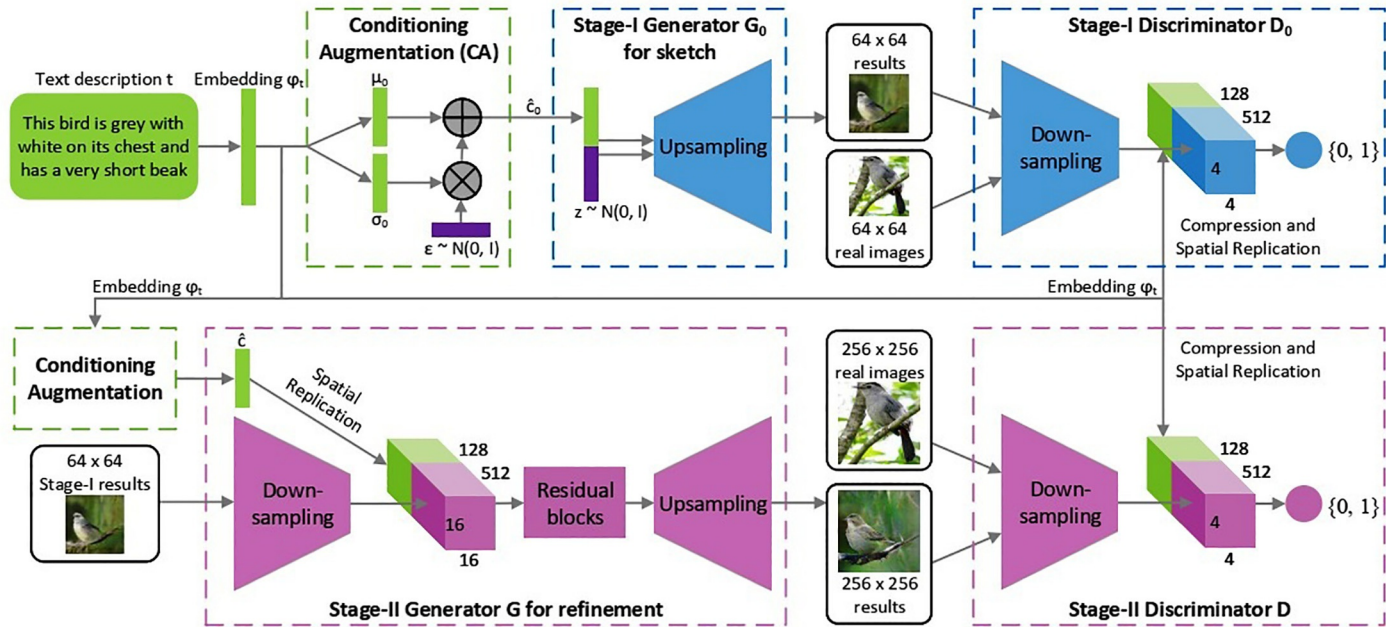 Conditioning
Augmentation (CA)
Stage-I Generator G₀
for sketch
Stage-I Discriminator D₀
Text description t
Embedding φₜ
This bird is grey with
white on its chest and
has a very short beak
μ₀
σ₀
ε ~ N(0, I)
ĉ₀
z ~ N(0, I)
Upsampling
64 x 64
results
64 x 64
real images
Down-
sampling
128
512
4
4
{0, 1}
Compression and
Spatial Replication
Embedding φₜ
Embedding φₜ
Conditioning
Augmentation
ĉ
Spatial
Replication
64 x 64
Stage-I results
Down-
sampling
128
512
16
16
Residual
blocks
Upsampling
Stage-II Generator G for refinement
256 x 256
real images
256 x 256
results
Compression and
Spatial Replication
Down-
sampling
128
512
4
4
{0, 1}
Stage-II Discriminator D